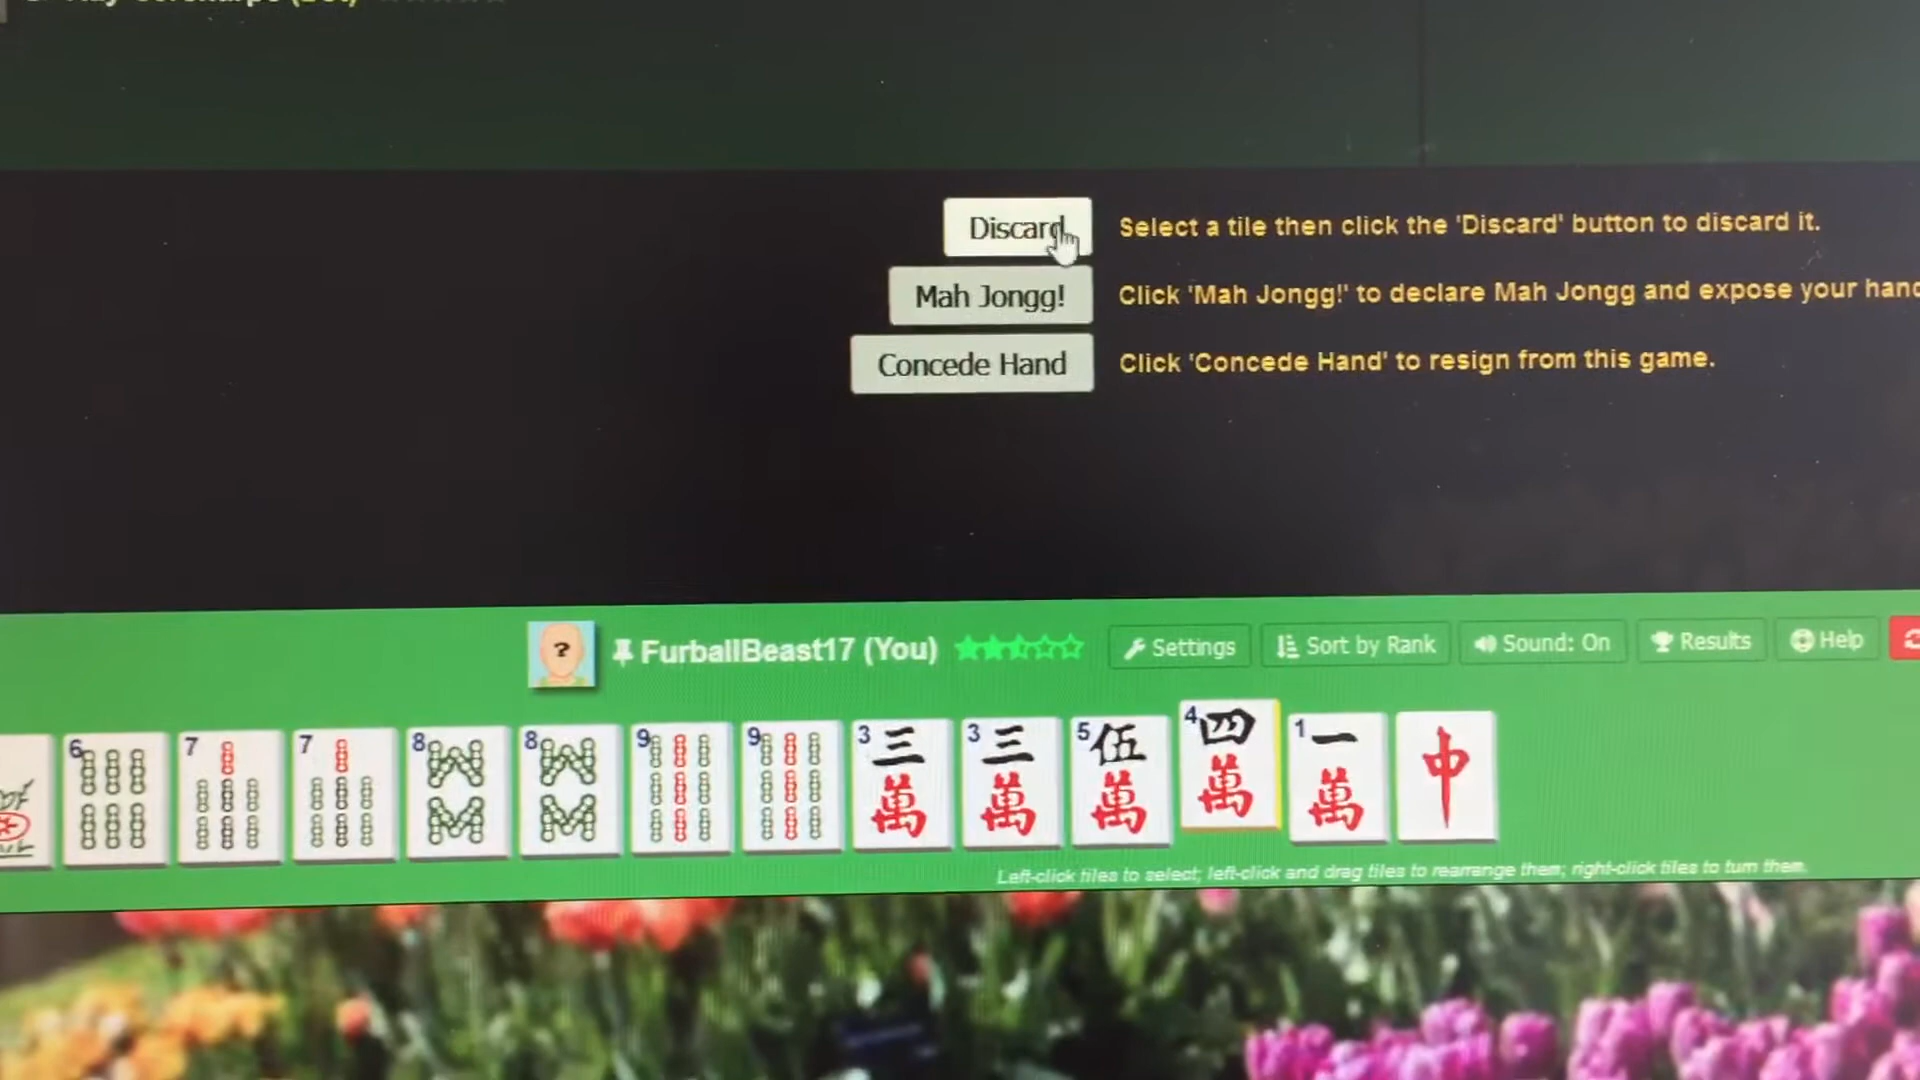 Discard
Select a tile then click the 'Discard' button to discard it.
Mah Jongg!
Click 'Mah Jongg!' to declare Mah Jongg and expose your hand
Concede Hand
Click 'Concede Hand' to resign from this game.
?
FurballBeast17 (You)
Settings
Sort by Rank
Sound: On
Results
Help
6 7 7 8 8 9 9 3 三萬 3 三萬 5 伍萬 4 四萬 1 一萬 中
Left-click tiles to select; left-click and drag tiles to rearrange them; right-click tiles to turn them.